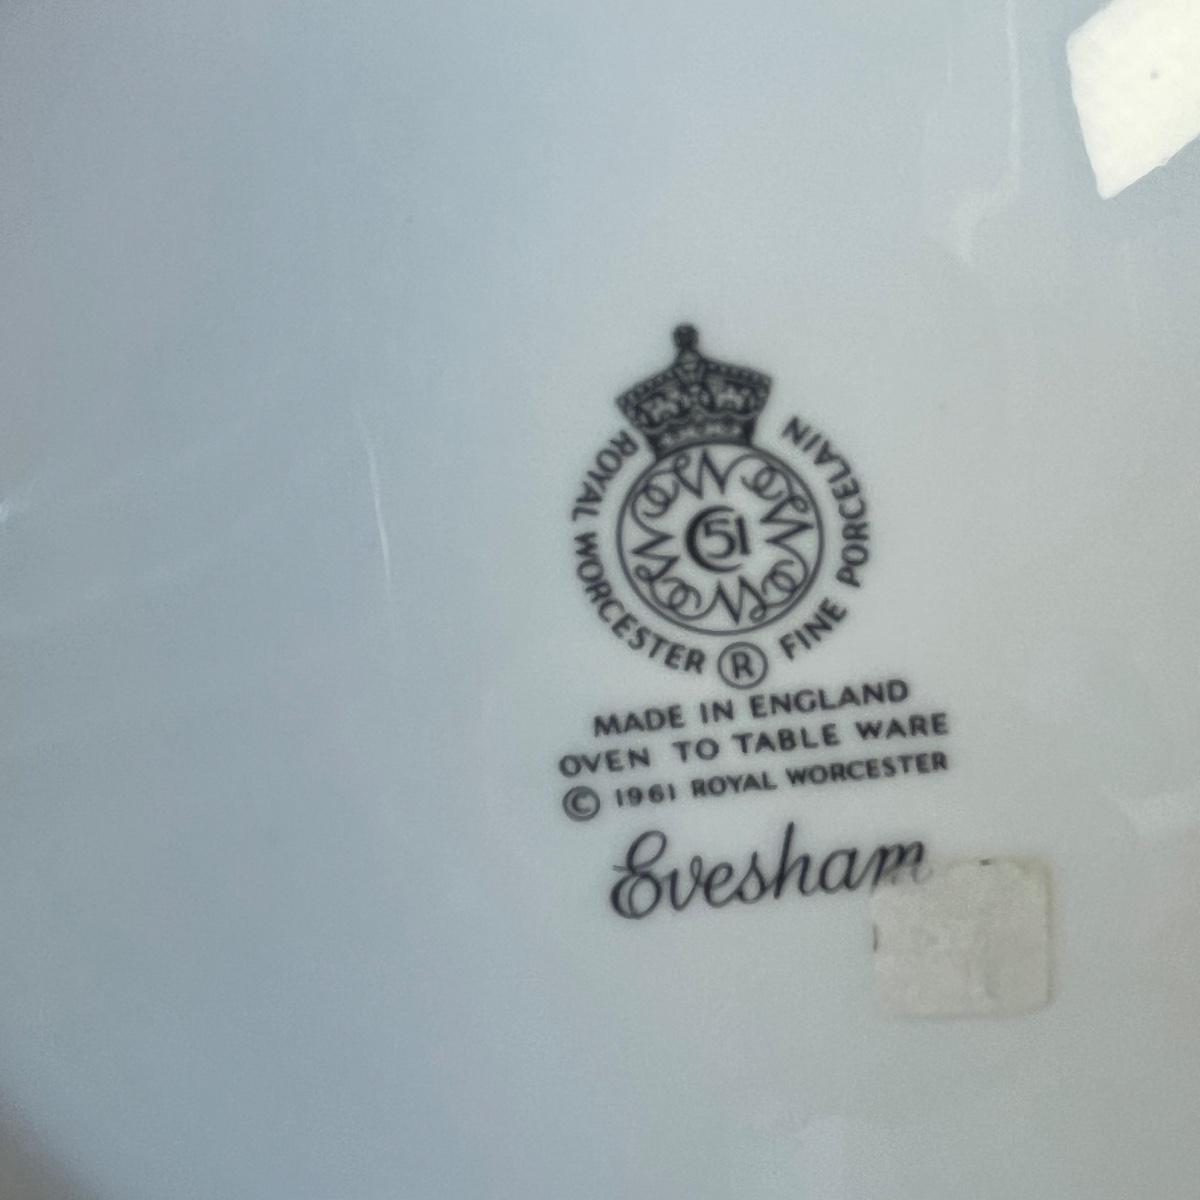 ROYAL WORCESTER ® FINE PORCELAIN
51
MADE IN ENGLAND
OVEN TO TABLE WARE
© 1961 ROYAL WORCESTER
Evesham